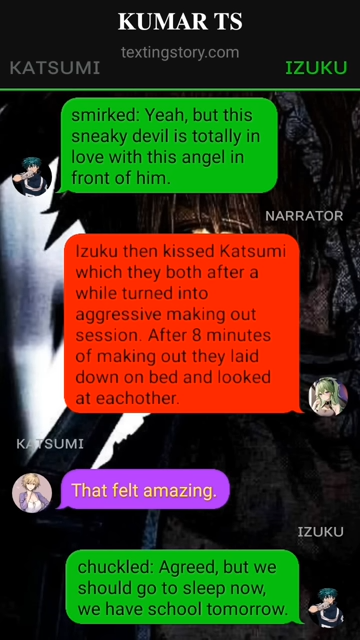 KUMAR TS
textingstory.com
KATSUMI
IZUKU
smirked: Yeah, but this
sneaky devil is totally in
love with this angel in
front of him.
NARRATOR
Izuku then kissed Katsumi
which they both after a
while turned into
aggressive making out
session. After 8 minutes
of making out they laid
down on bed and looked
at eachother.
KATSUMI
That felt amazing.
IZUKU
chuckled: Agreed, but we
should go to sleep now,
we have school tomorrow.